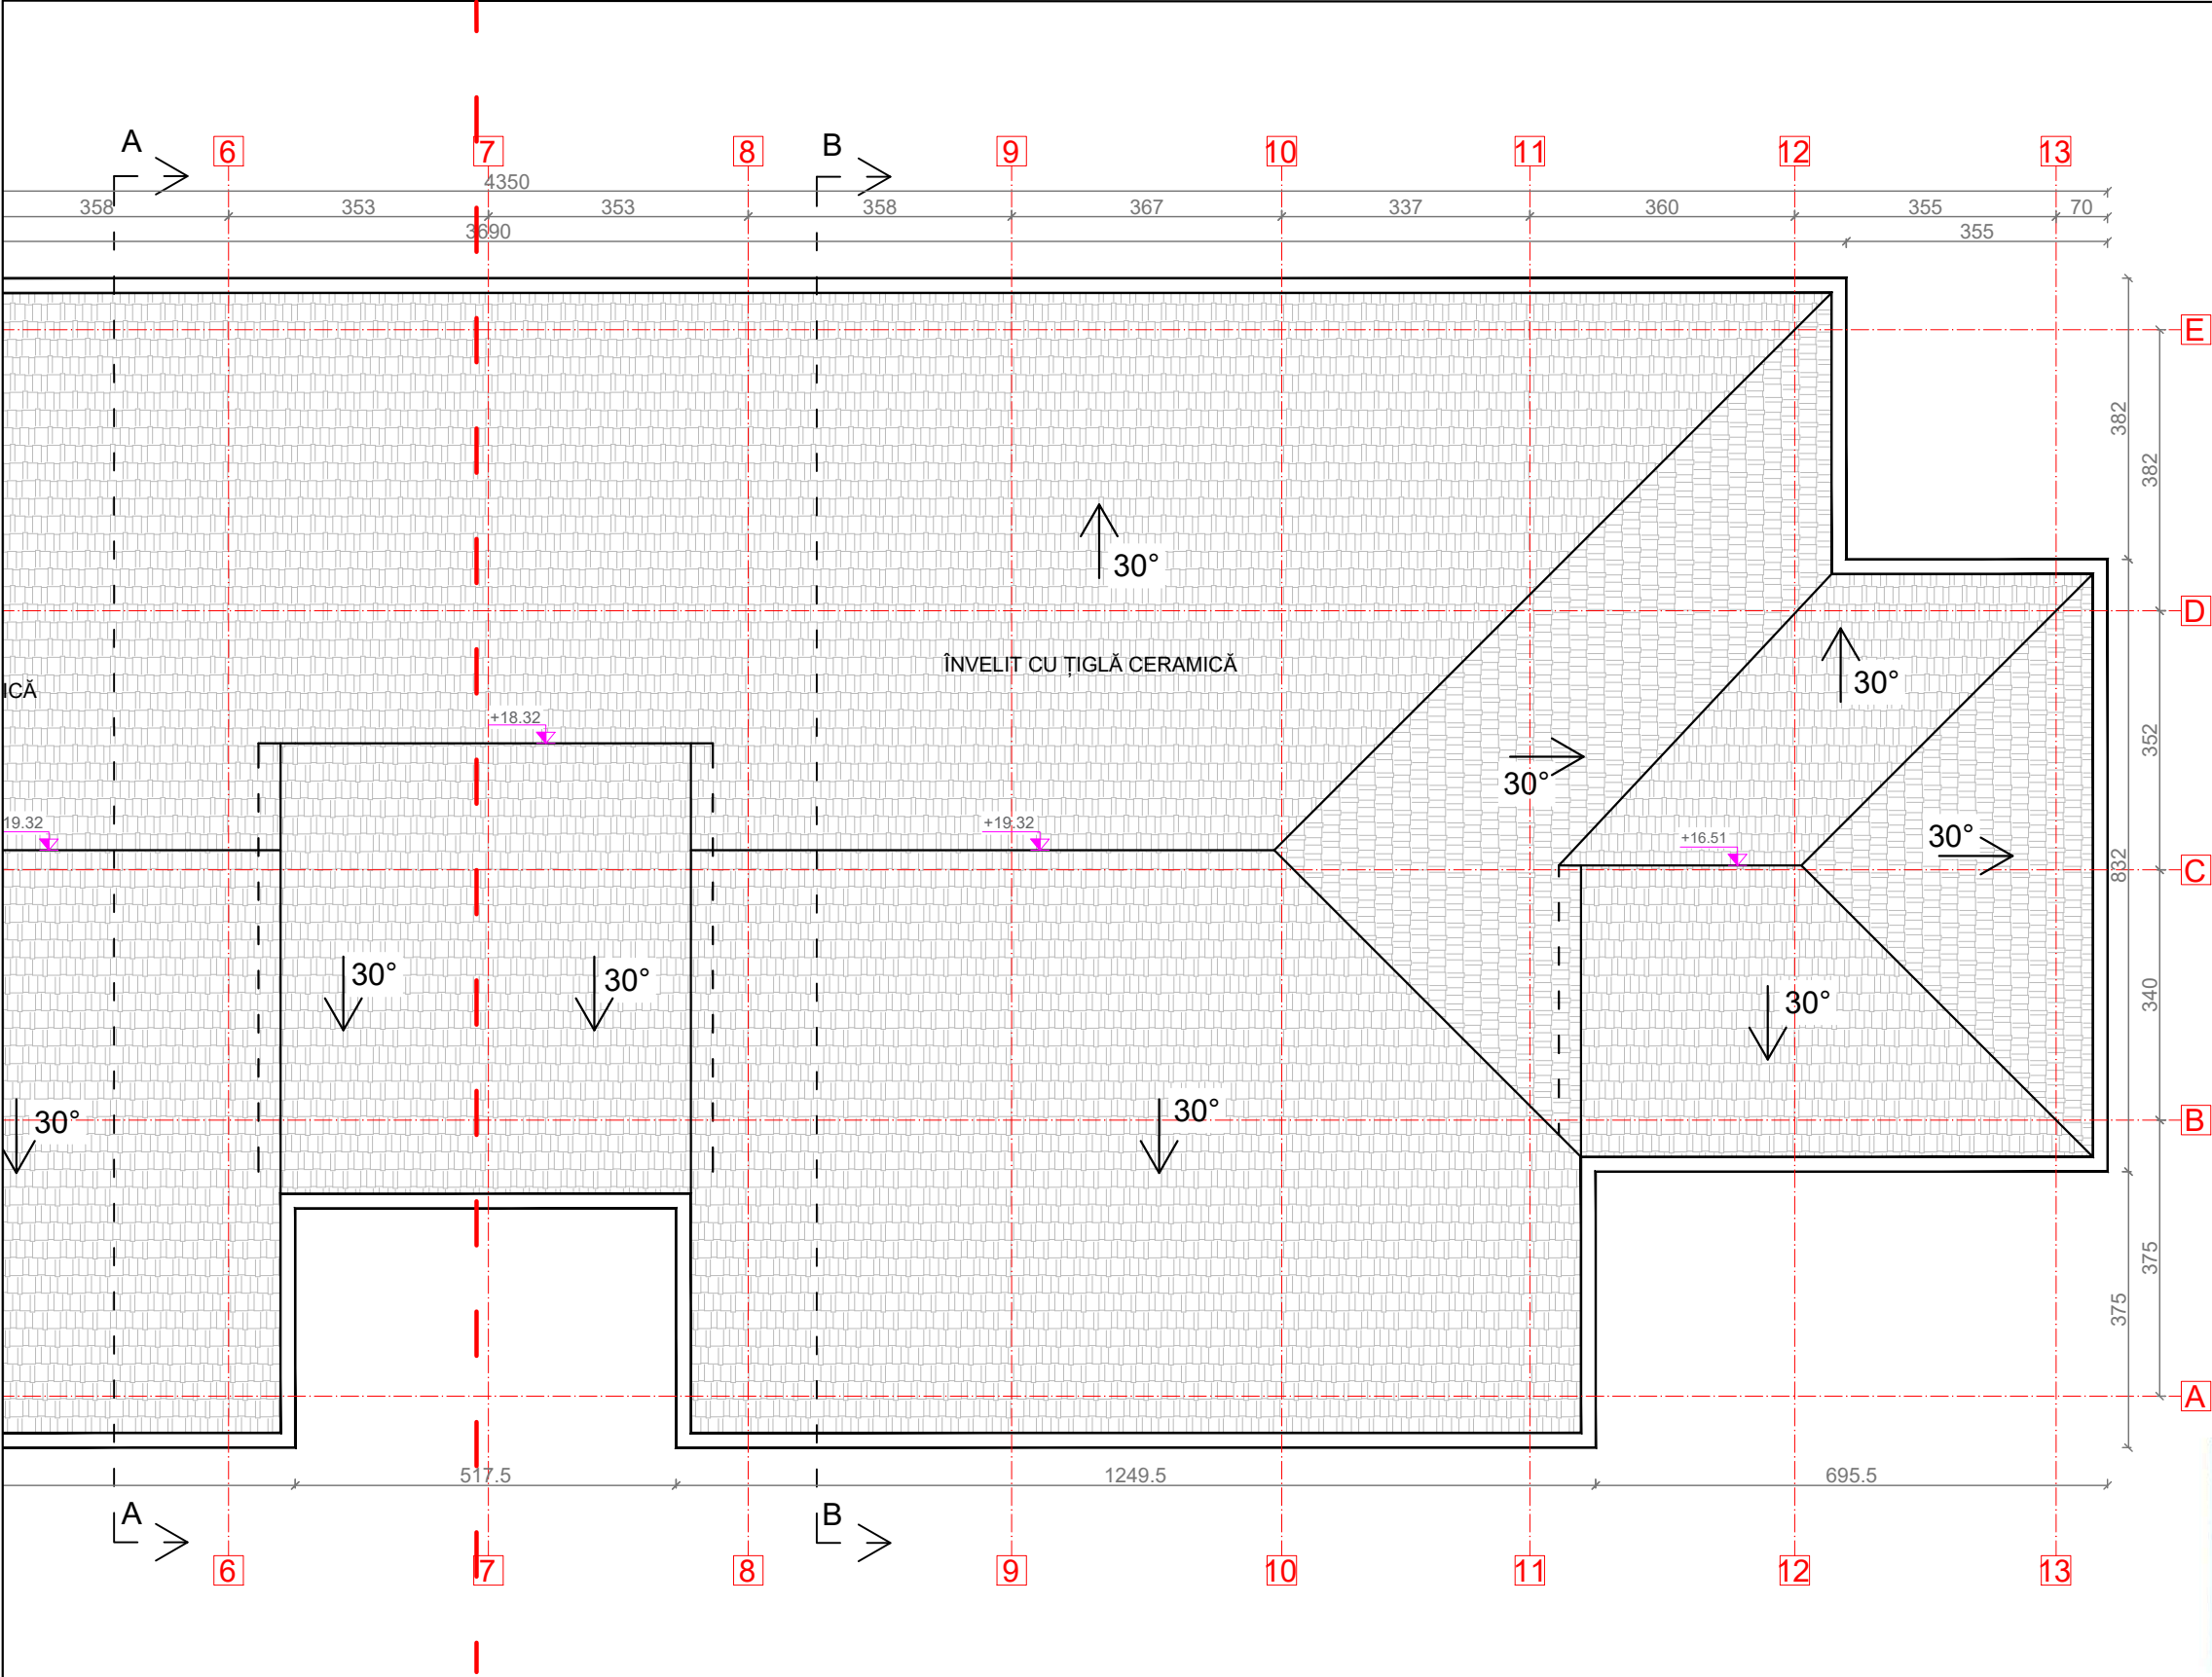 A B
6 7 8 9 10 11 12 13
4350
358 353 353 358 367 337 360 355 70
3690 355
E
382
382
30°
D
ÎNVELIT CU ȚIGLĂ CERAMICĂ
ICĂ
30°
+18.32
352
30°
19.32
+19.32
+16.51
30°
832
C
30°
30°
340
30°
30°
30°
B
375
375
A
517.5 1249.5 695.5
A B
6 7 8 9 10 11 12 13